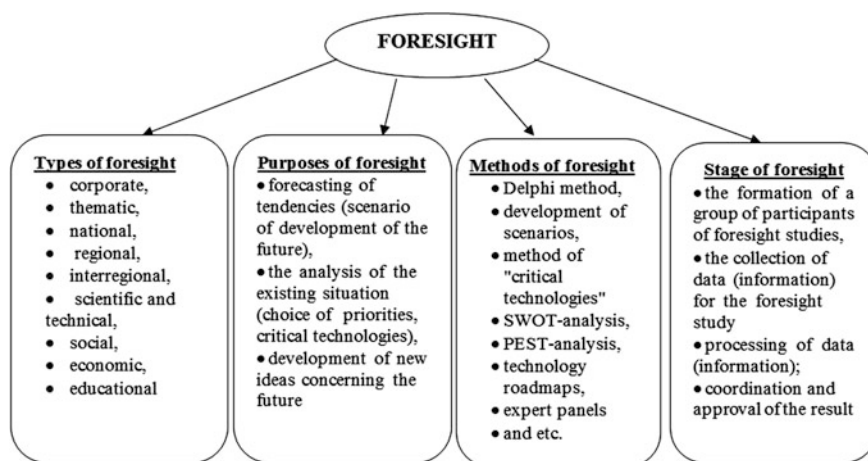 FORESIGHT
Types of foresight
• corporate,
• thematic,
• national,
• regional,
• interregional,
• scientific and
technical,
• social,
• economic,
• educational
Purposes of foresight
• forecasting of
tendencies (scenario
of development of the
future),
• the analysis of the
existing situation
(choice of priorities,
critical technologies),
• development of new
ideas concerning the
future
Methods of foresight
• Delphi method,
• development of
scenarios,
• method of
"critical
technologies"
• SWOT-analysis,
• PEST-analysis,
• technology
roadmaps,
• expert panels
• and etc.
Stage of foresight
• the formation of a
group of participants
of foresight studies,
• the collection of
data (information)
for the foresight
study
• processing of data
(information);
• coordination and
approval of the result